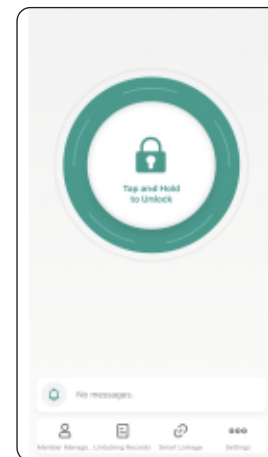 Tap and Hold
to Unlock
No messages.
Member Manage... Unlocking Records Smart Linkage Settings